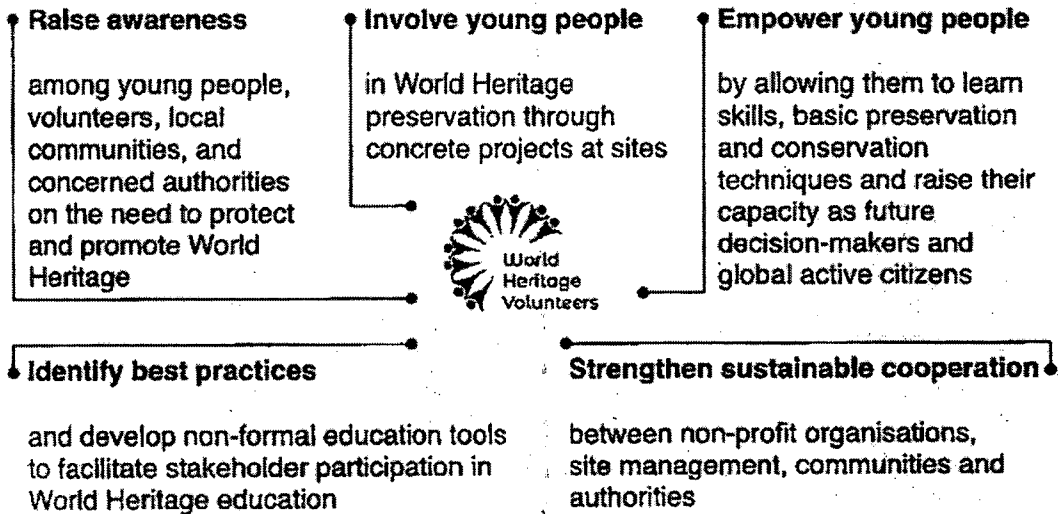 Raise awareness
among young people,
volunteers, local
communities, and
concerned authorities
on the need to protect
and promote World
Heritage
Involve young people
in World Heritage
preservation through
concrete projects at sites
Empower young people
by allowing them to learn
skills, basic preservation
and conservation
techniques and raise their
capacity as future
decision-makers and
global active citizens
World
Heritage
Volunteers
Identify best practices
and develop non-formal education tools
to facilitate stakeholder participation in
World Heritage education
Strengthen sustainable cooperation
between non-profit organisations,
site management, communities and
authorities